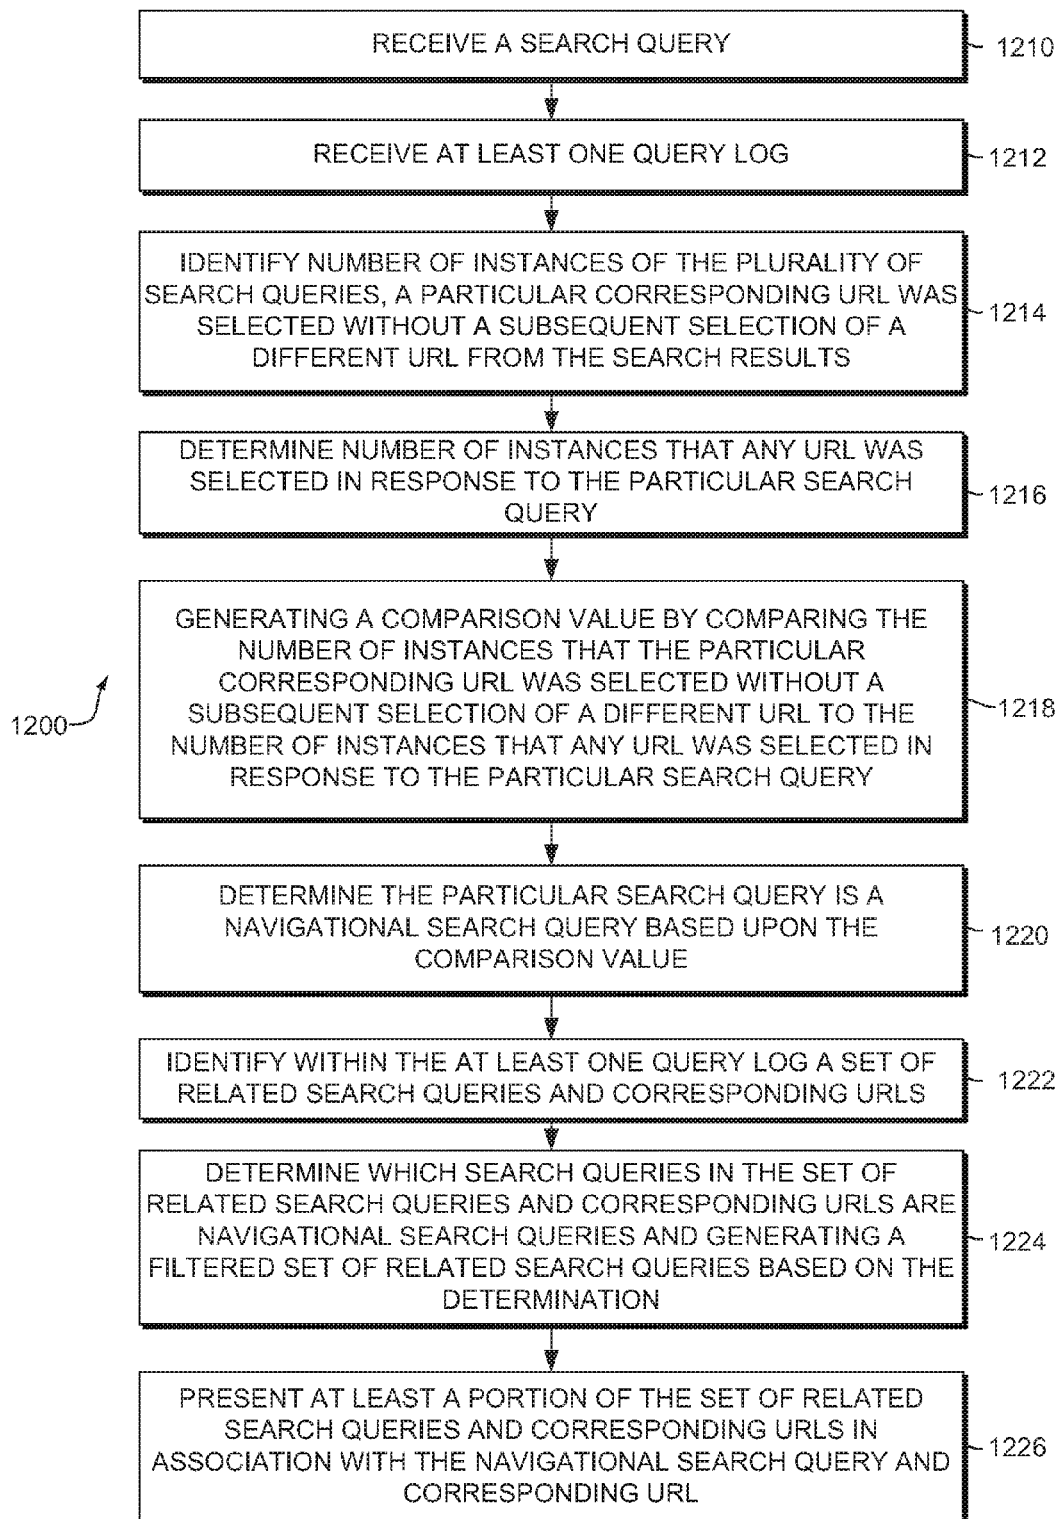 RECEIVE A SEARCH QUERY
1210
RECEIVE AT LEAST ONE QUERY LOG
1212
IDENTIFY NUMBER OF INSTANCES OF THE PLURALITY OF
SEARCH QUERIES, A PARTICULAR CORRESPONDING URL WAS
SELECTED WITHOUT A SUBSEQUENT SELECTION OF A
DIFFERENT URL FROM THE SEARCH RESULTS
1214
DETERMINE NUMBER OF INSTANCES THAT ANY URL WAS
SELECTED IN RESPONSE TO THE PARTICULAR SEARCH
QUERY
1216
GENERATING A COMPARISON VALUE BY COMPARING THE
NUMBER OF INSTANCES THAT THE PARTICULAR
CORRESPONDING URL WAS SELECTED WITHOUT A
SUBSEQUENT SELECTION OF A DIFFERENT URL TO THE
NUMBER OF INSTANCES THAT ANY URL WAS SELECTED IN
RESPONSE TO THE PARTICULAR SEARCH QUERY
1218
1200
DETERMINE THE PARTICULAR SEARCH QUERY IS A
NAVIGATIONAL SEARCH QUERY BASED UPON THE
COMPARISON VALUE
1220
IDENTIFY WITHIN THE AT LEAST ONE QUERY LOG A SET OF
RELATED SEARCH QUERIES AND CORRESPONDING URLS
1222
DETERMINE WHICH SEARCH QUERIES IN THE SET OF
RELATED SEARCH QUERIES AND CORRESPONDING URLS ARE
NAVIGATIONAL SEARCH QUERIES AND GENERATING A
FILTERED SET OF RELATED SEARCH QUERIES BASED ON THE
DETERMINATION
1224
PRESENT AT LEAST A PORTION OF THE SET OF RELATED
SEARCH QUERIES AND CORRESPONDING URLS IN
ASSOCIATION WITH THE NAVIGATIONAL SEARCH QUERY AND
CORRESPONDING URL
1226